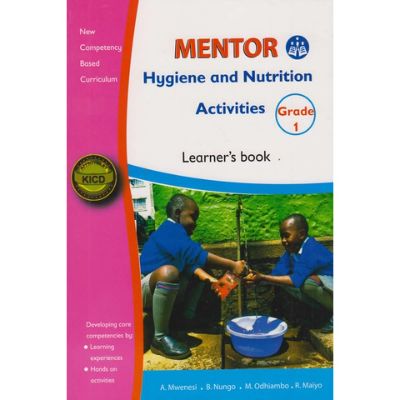 New
Competency
Based
Curriculum
MENTOR
Hygiene and Nutrition
Activities
Grade
1
Learner's book
KICD
Developing core
competencies by:
Learning
experiences
Hands on
activities
A. Mwenesi • B. Nungo • M. Odhiambo • R. Maiyo